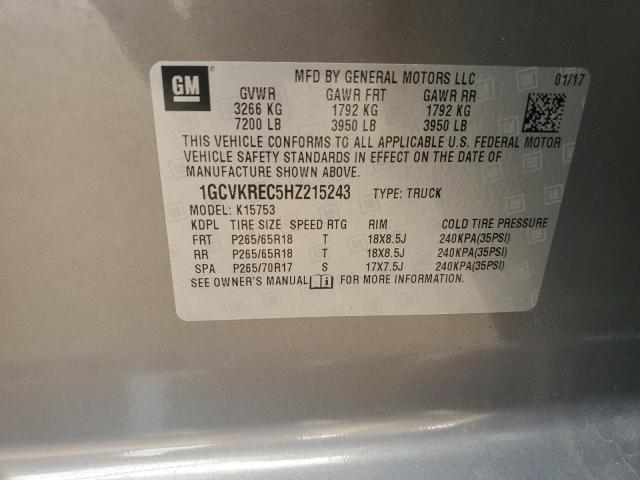 GM
MFD BY GENERAL MOTORS LLC 01/17
GVWR GAWR FRT GAWR RR
3266 KG 1792 KG 1792 KG
7200 LB 3950 LB 3950 LB
THIS VEHICLE CONFORMS TO ALL APPLICABLE U.S. FEDERAL MOTOR
VEHICLE SAFETY STANDARDS IN EFFECT ON THE DATE OF
MANUFACTURE SHOWN ABOVE.
1GCVKREC5HZ215243 TYPE: TRUCK
MODEL: K15753
KDPL TIRE SIZE SPEED RTG RIM COLD TIRE PRESSURE
FRT P265/65R18 T 18X8.5J 240KPA(35PSI)
RR P265/65R18 T 18X8.5J 240KPA(35PSI)
SPA P265/70R17 S 17X7.5J 240KPA(35PSI)
SEE OWNER'S MANUAL FOR MORE INFORMATION.